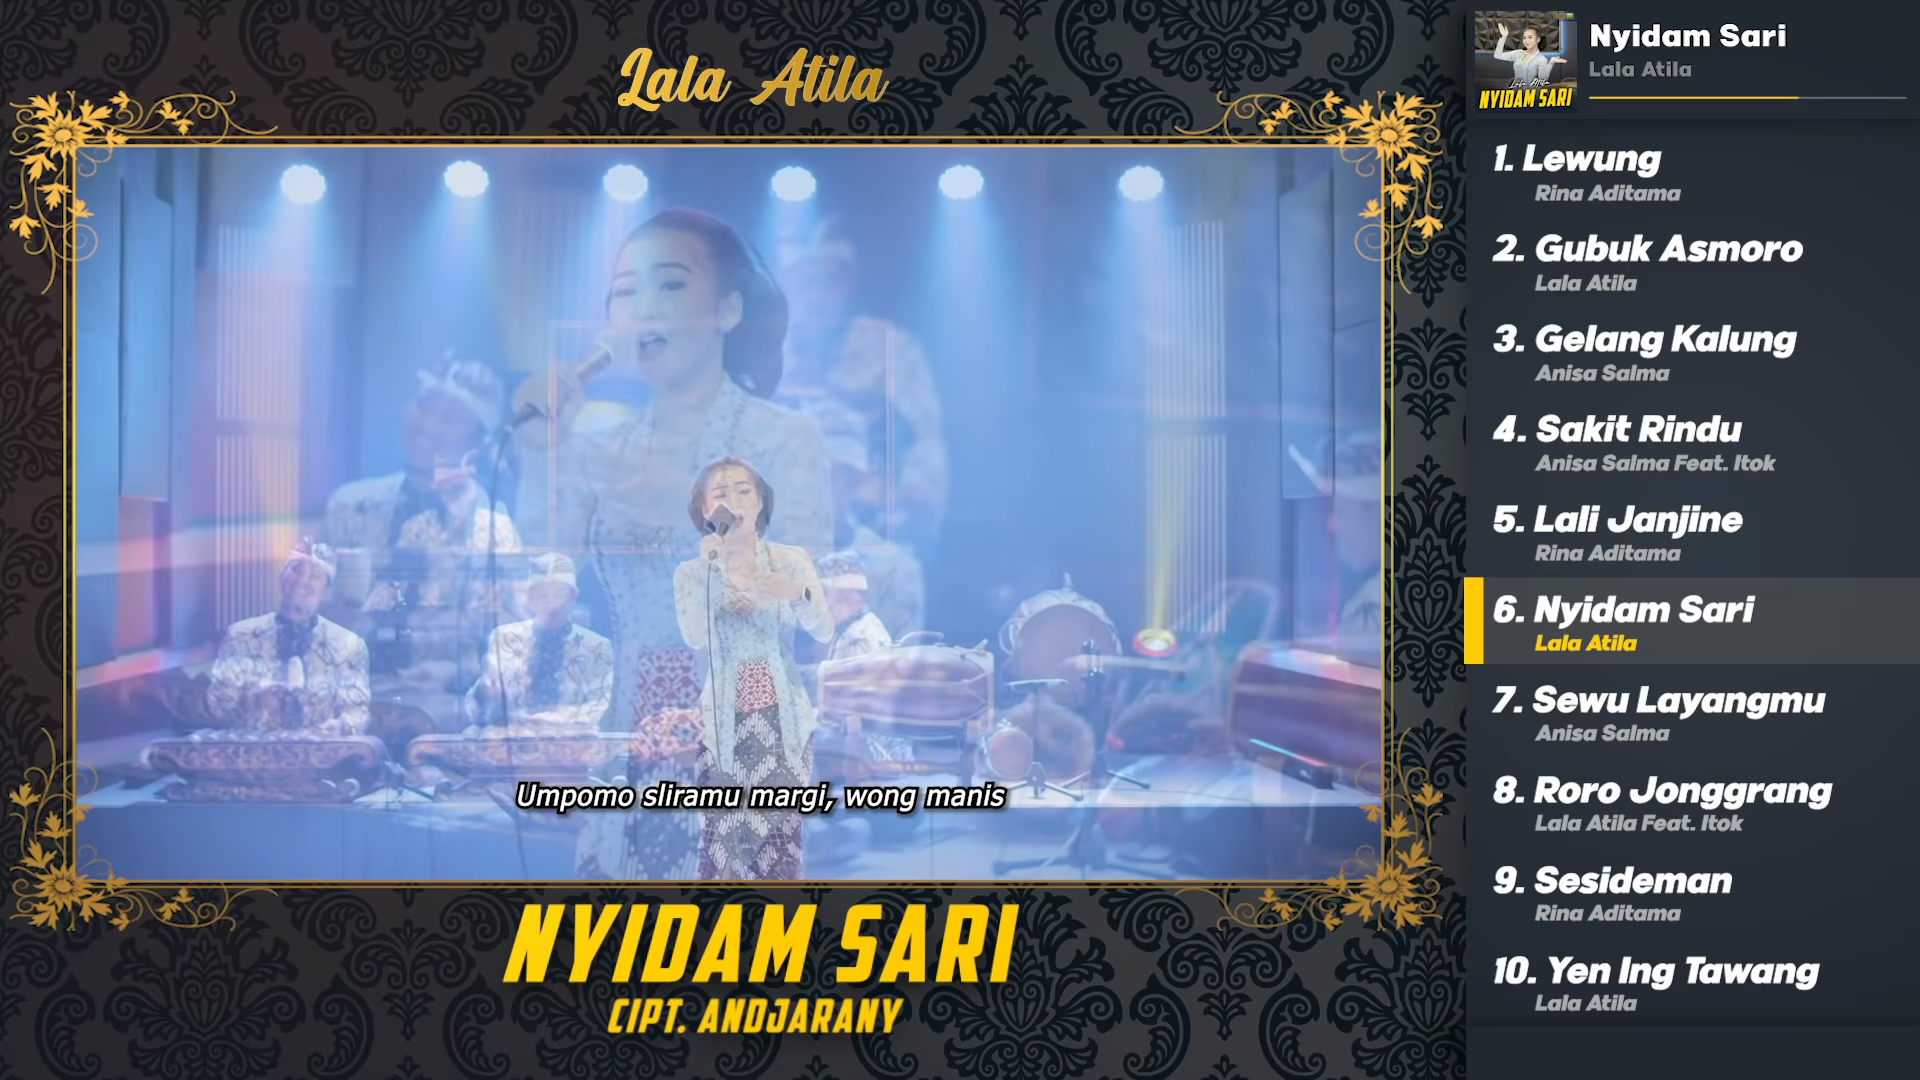 Lala Atila
Umpomo sliramu margi, wong manis
NYIDAM SARI
CIPT. ANDJARANY
Lala Atila
NYIDAM SARI
Nyidam Sari
Lala Atila
1. Lewung
Rina Aditama
2. Gubuk Asmoro
Lala Atila
3. Gelang Kalung
Anisa Salma
4. Sakit Rindu
Anisa Salma Feat. Itok
5. Lali Janjine
Rina Aditama
6. Nyidam Sari
Lala Atila
7. Sewu Layangmu
Anisa Salma
8. Roro Jonggrang
Lala Atila Feat. Itok
9. Sesideman
Rina Aditama
10. Yen Ing Tawang
Lala Atila